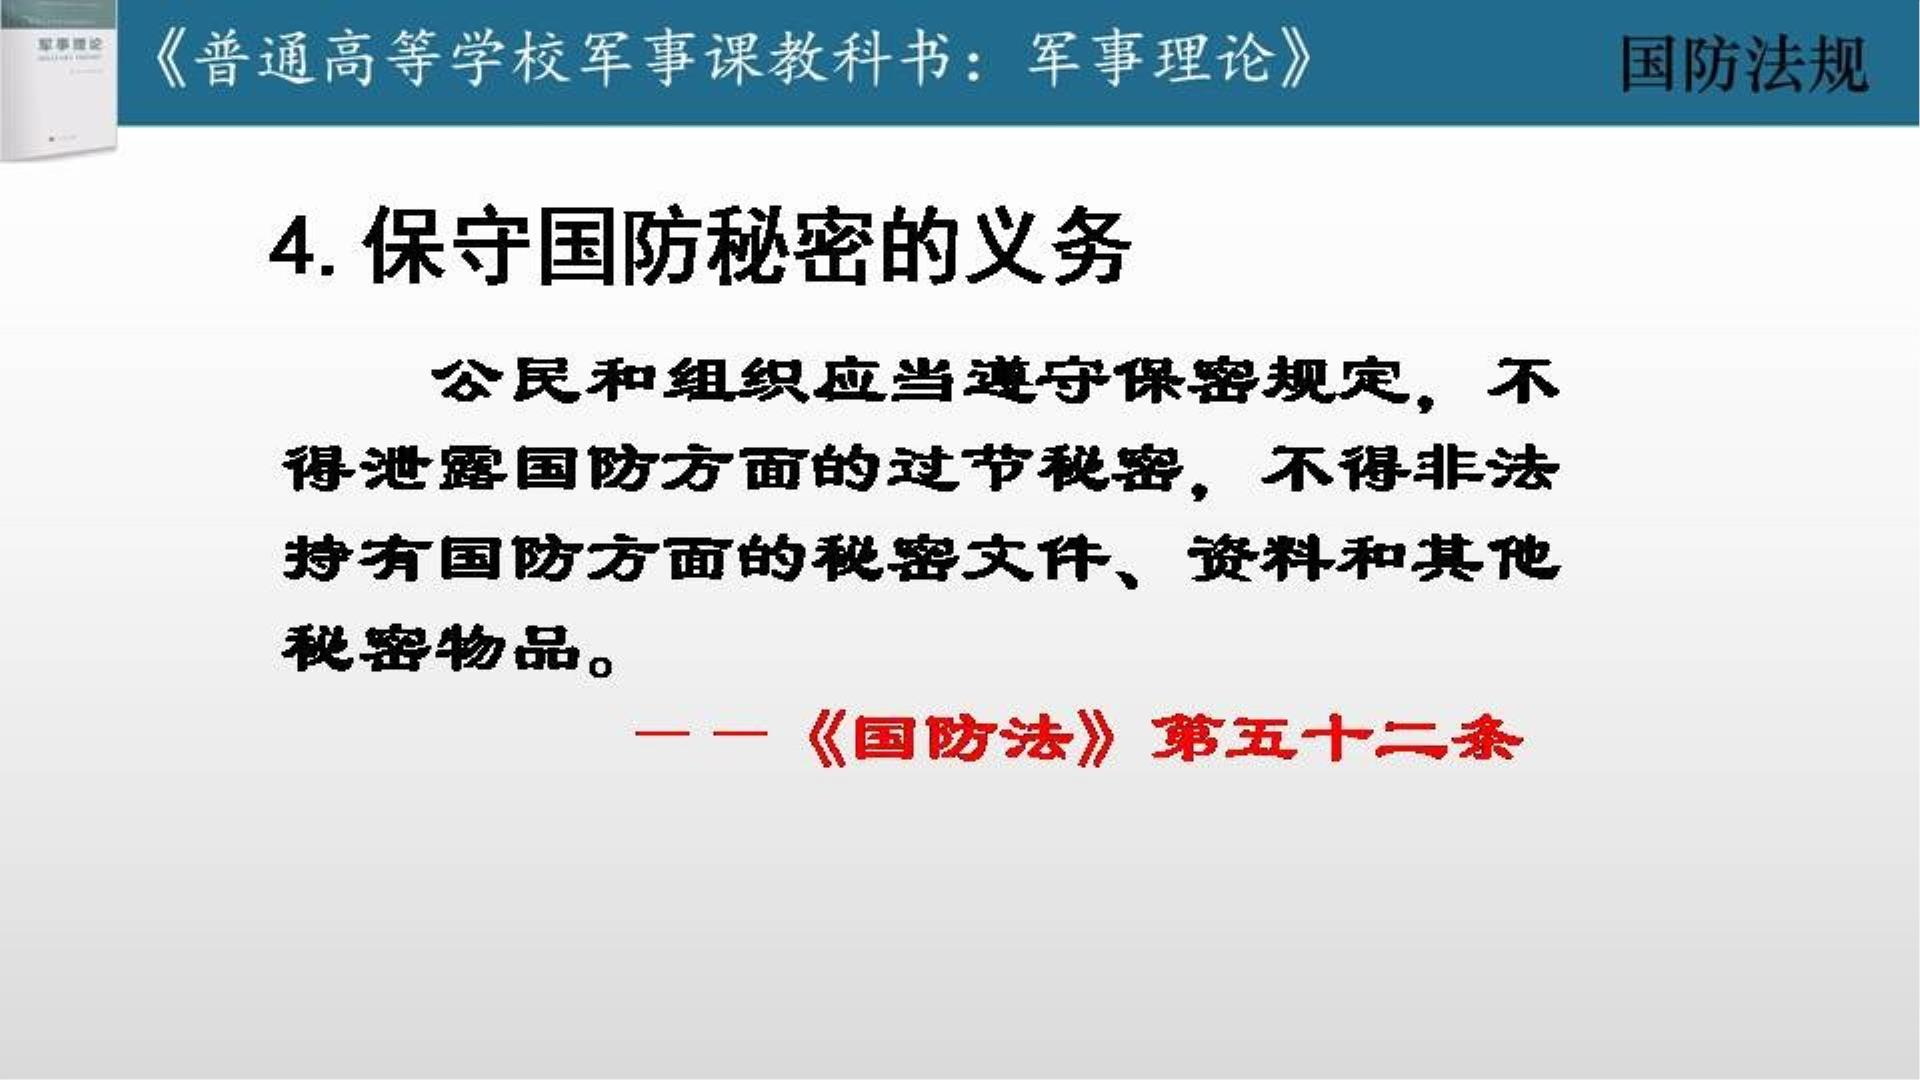 军事理论
《普通高等学校军事课教科书：军事理论》
国防法规
4.保守国防秘密的义务
公民和组织应当遵守保密规定，不
得泄露国防方面的过节秘密，不得非法
持有国防方面的秘密文件、资料和其他
秘密物品。
——《国防法》第五十二条